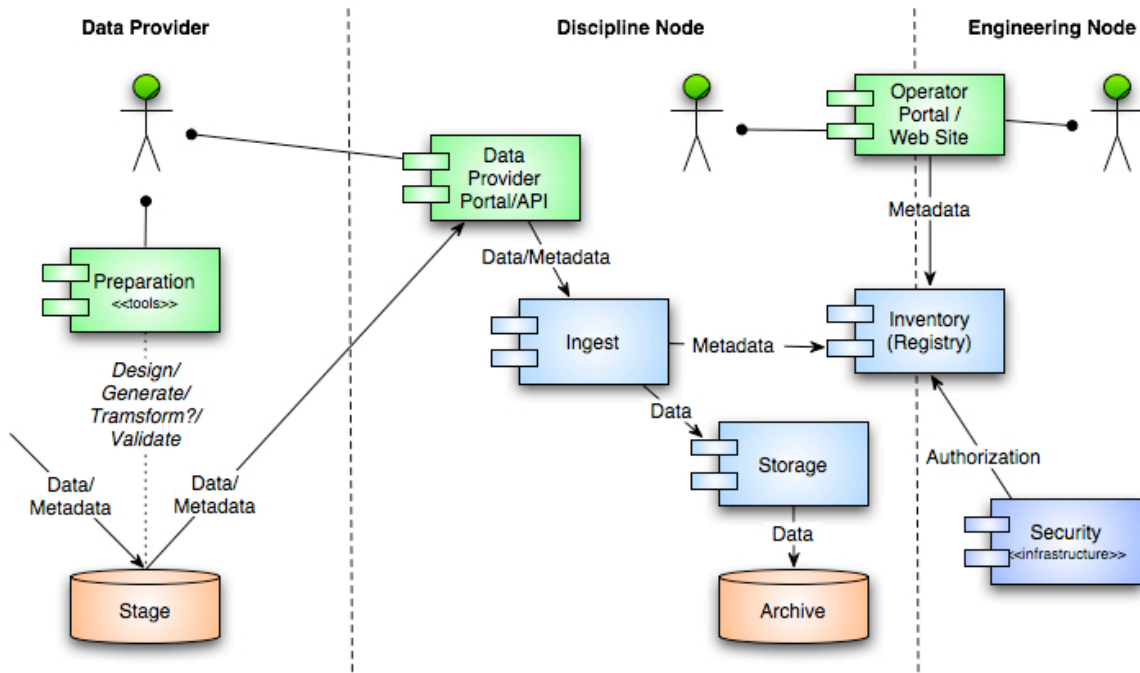 Data Provider
Discipline Node
Engineering Node
Operator
Portal /
Web Site
Data
Provider
Portal/API
Metadata
Preparation
<<tools>>
Data/Metadata
Ingest
Metadata
Inventory
(Registry)
Design/
Generate/
Tramsform?/
Validate
Data
Storage
Authorization
Data/
Metadata
Data/
Metadata
Data
Security
<<infrastructure>>
Stage
Archive